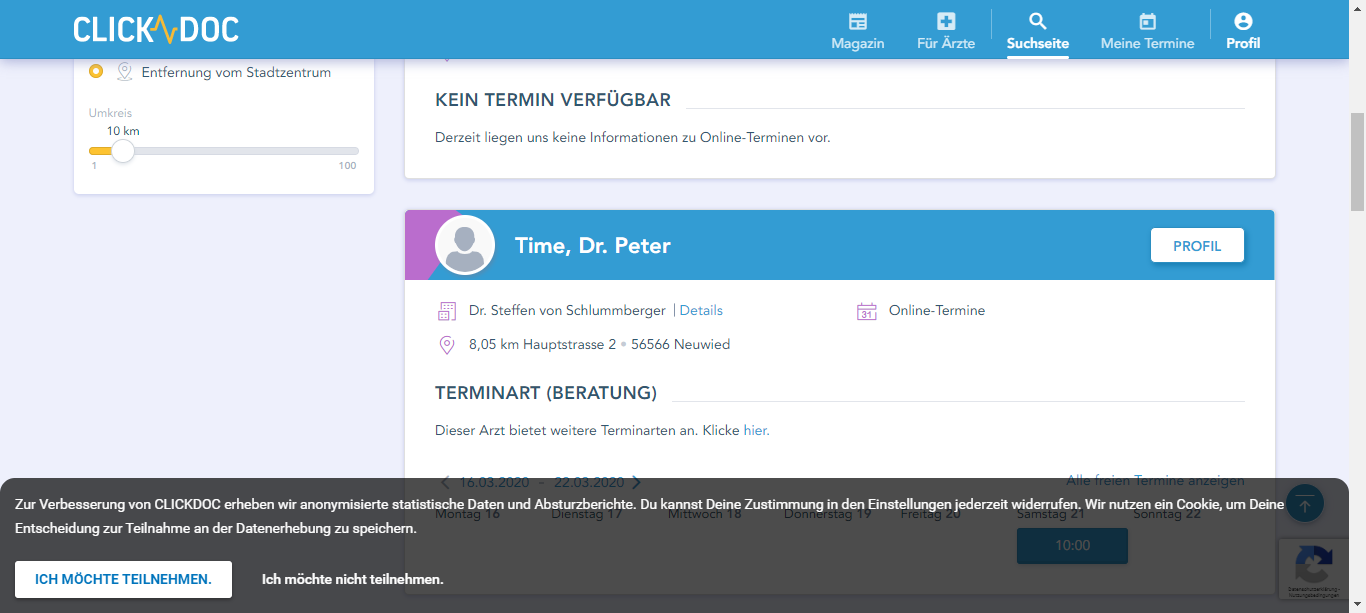 CLICKDOC
Magazin
Für Ärzte
Suchseite
Meine Termine
Profil
Entfernung vom Stadtzentrum
Umkreis
10 km
1
100
KEIN TERMIN VERFÜGBAR
Derzeit liegen uns keine Informationen zu Online-Terminen vor.
Time, Dr. Peter
PROFIL
Dr. Steffen von Schlummberger | Details
31
Online-Termine
8,05 km Hauptstrasse 2 • 56566 Neuwied
TERMINART (BERATUNG)
Dieser Arzt bietet weitere Terminarten an. Klicke hier.
16.03.2020 - 22.03.2020
Alle freien Termine anzeigen
Montag 16 Dienstag 17 Mittwoch 18 Donnerstag 19 Freitag 20 Samstag 21 Sonntag 22
10:00
Zur Verbesserung von CLICKDOC erheben wir anonymisierte statistische Daten und Absturzberichte. Du kannst Deine Zustimmung in den Einstellungen jederzeit widerrufen. Wir nutzen ein Cookie, um Deine
Entscheidung zur Teilnahme an der Datenerhebung zu speichern.
ICH MÖCHTE TEILNEHMEN.
Ich möchte nicht teilnehmen.
Datenschutzerklärung -
Nutzungsbedingungen